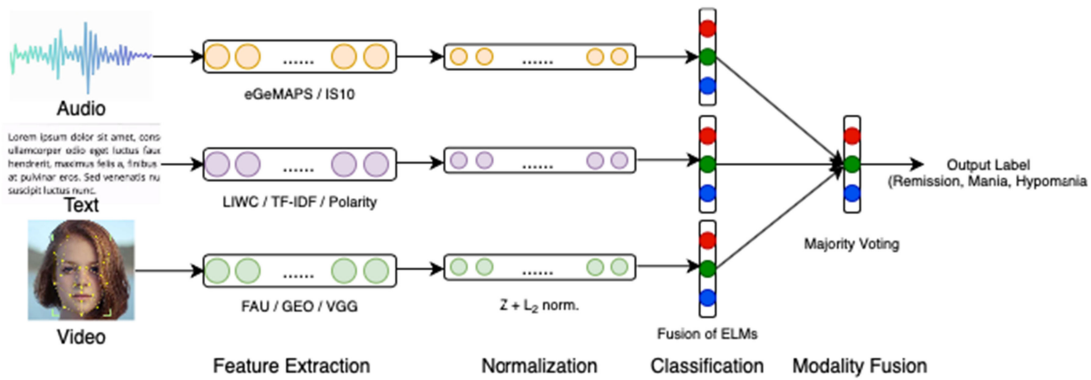 Audio
eGeMAPS / IS10
Lorem ipsum dolor sit amet, cons
ullamcorper odio eget luctus fauc
hendrerit, maximus felis a, finibus
at pulvinar eros. Sed venenatis nu
suscipit luctus nunc.
Text
LIWC / TF-IDF / Polarity
Output Label
(Remission, Mania, Hypomania
Majority Voting
Video
FAU / GEO / VGG
Z + L₂ norm.
Fusion of ELMs
Feature Extraction
Normalization
Classification
Modality Fusion
......
......
......
......
......
......